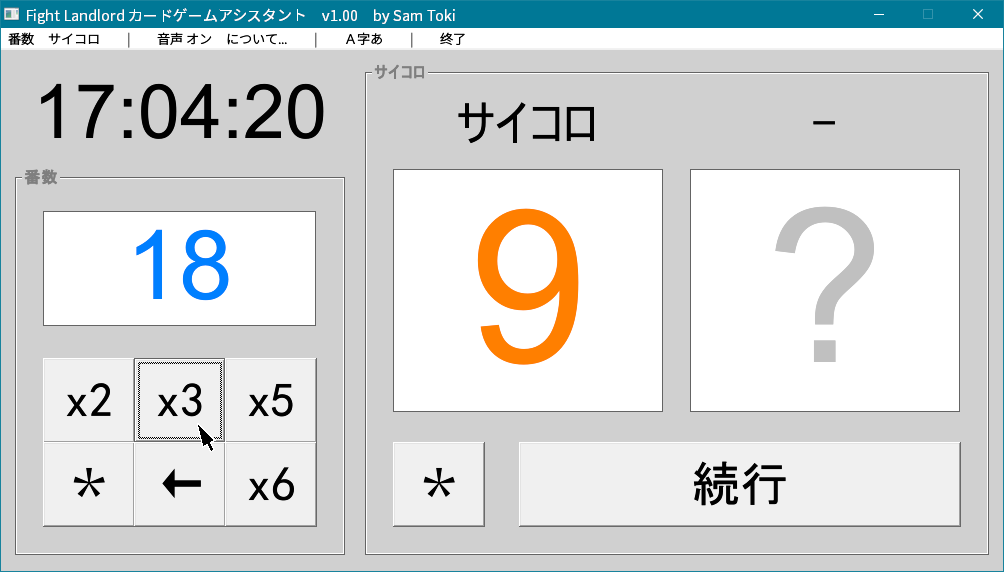 Fight Landlord カードゲームアシスタント v1.00 by Sam Toki
番数 サイコロ | 音声 オン について... | A 字あ | 終了
17:04:20
番数
18
x2 x3 x5
* ← x6
サイコロ
サイコロ –
9 ?
* 続行